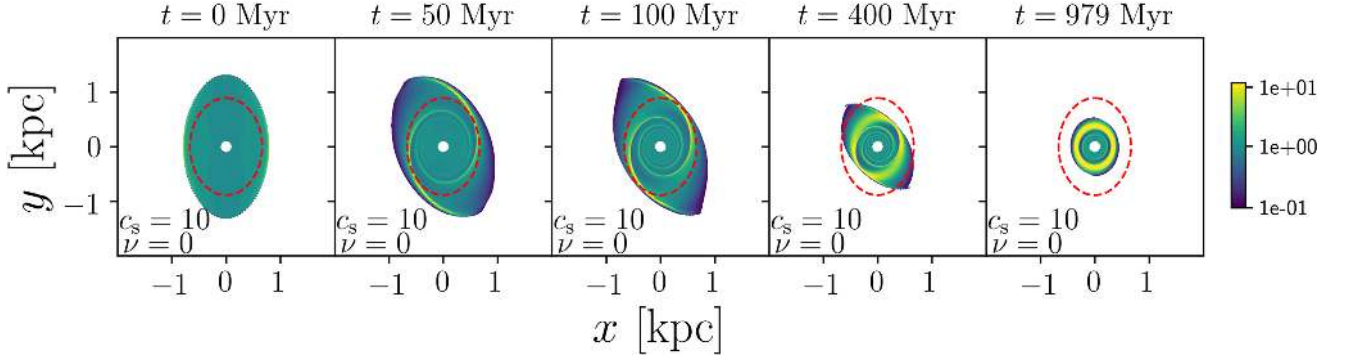 t = 0 Myr
t = 50 Myr
t = 100 Myr
t = 400 Myr
t = 979 Myr
y [kpc]
1
0
−1
c_s = 10
ν = 0
c_s = 10
ν = 0
c_s = 10
ν = 0
c_s = 10
ν = 0
c_s = 10
ν = 0
1e+01
1e+00
1e-01
−1 0 1
−1 0 1
−1 0 1
−1 0 1
−1 0 1
x [kpc]